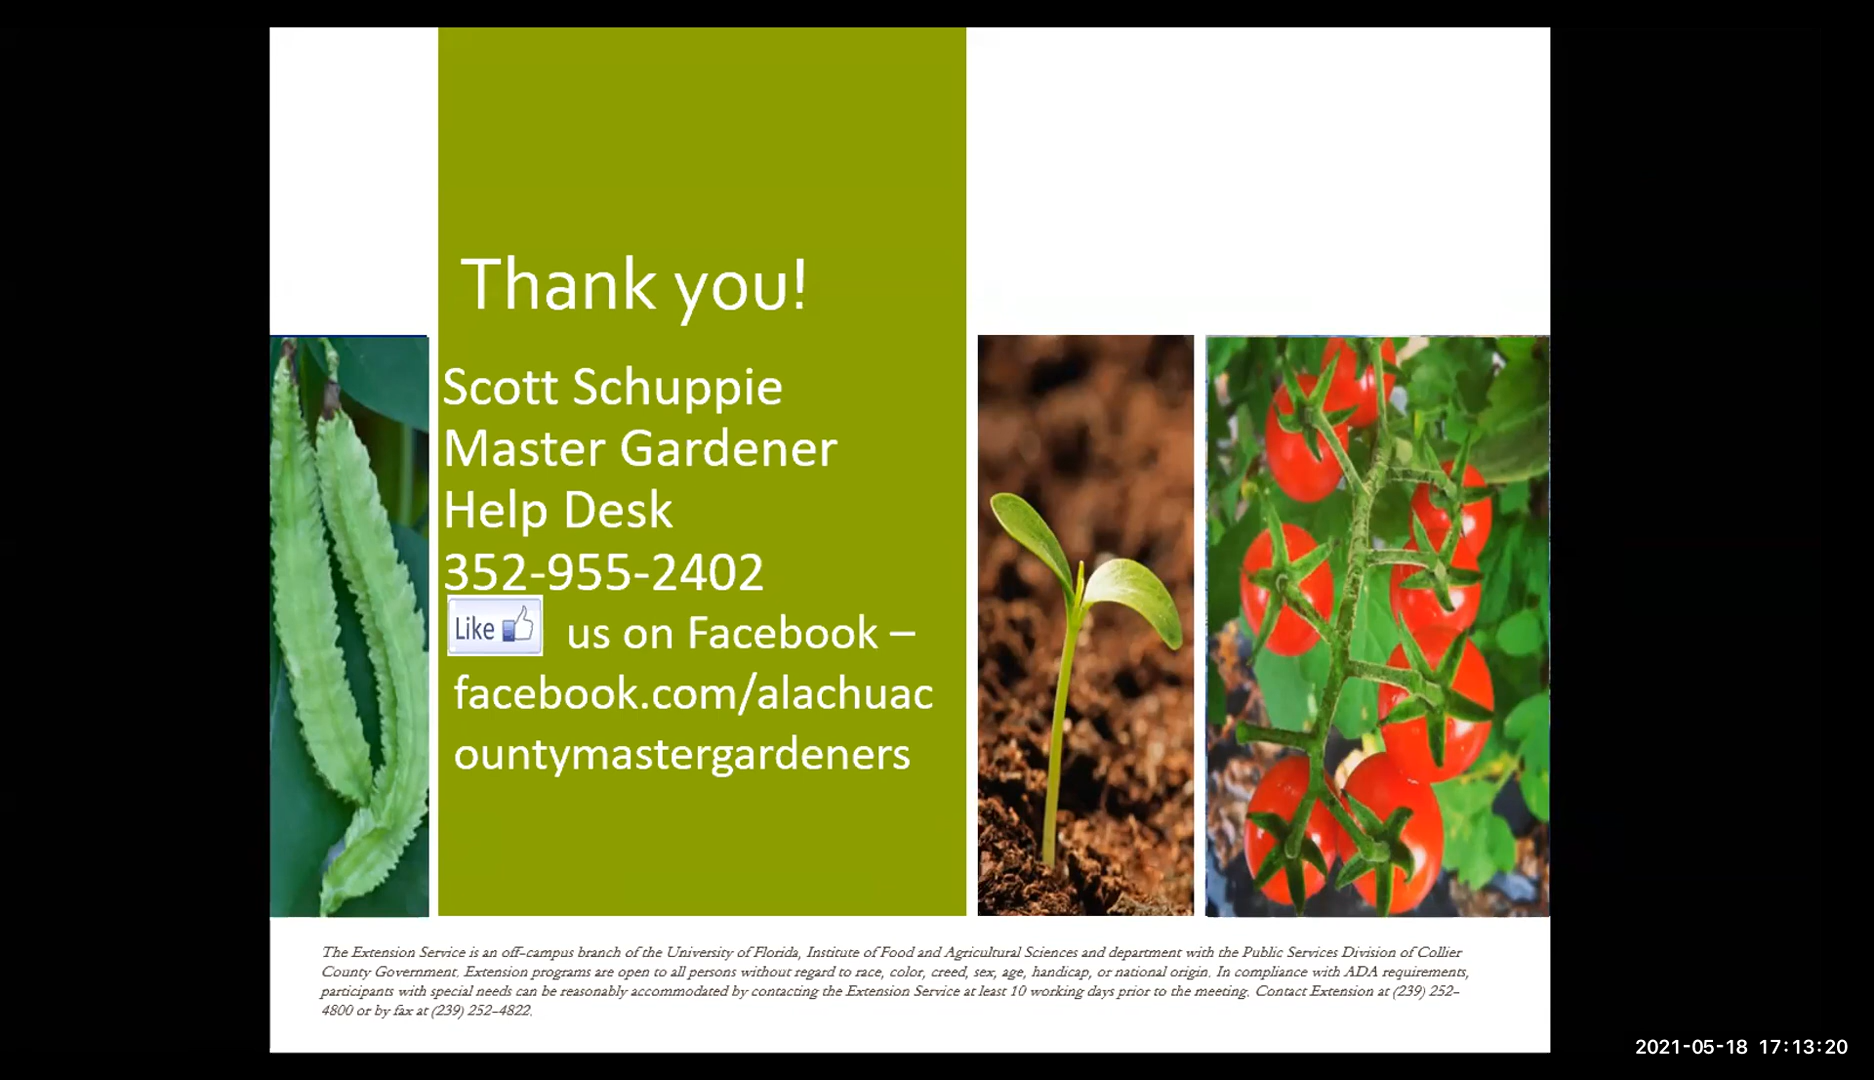 Thank you!
Scott Schuppie
Master Gardener
Help Desk
352-955-2402
Like us on Facebook –
facebook.com/alachuac
ountymastergardeners
The Extension Service is an off-campus branch of the University of Florida, Institute of Food and Agricultural Sciences and department with the Public Services Division of Collier
County Government. Extension programs are open to all persons without regard to race, color, creed, sex, age, handicap, or national origin. In compliance with ADA requirements,
participants with special needs can be reasonably accommodated by contacting the Extension Service at least 10 working days prior to the meeting. Contact Extension at (239) 252-
4800 or by fax at (239) 252-4822.
2021-05-18 17:13:20